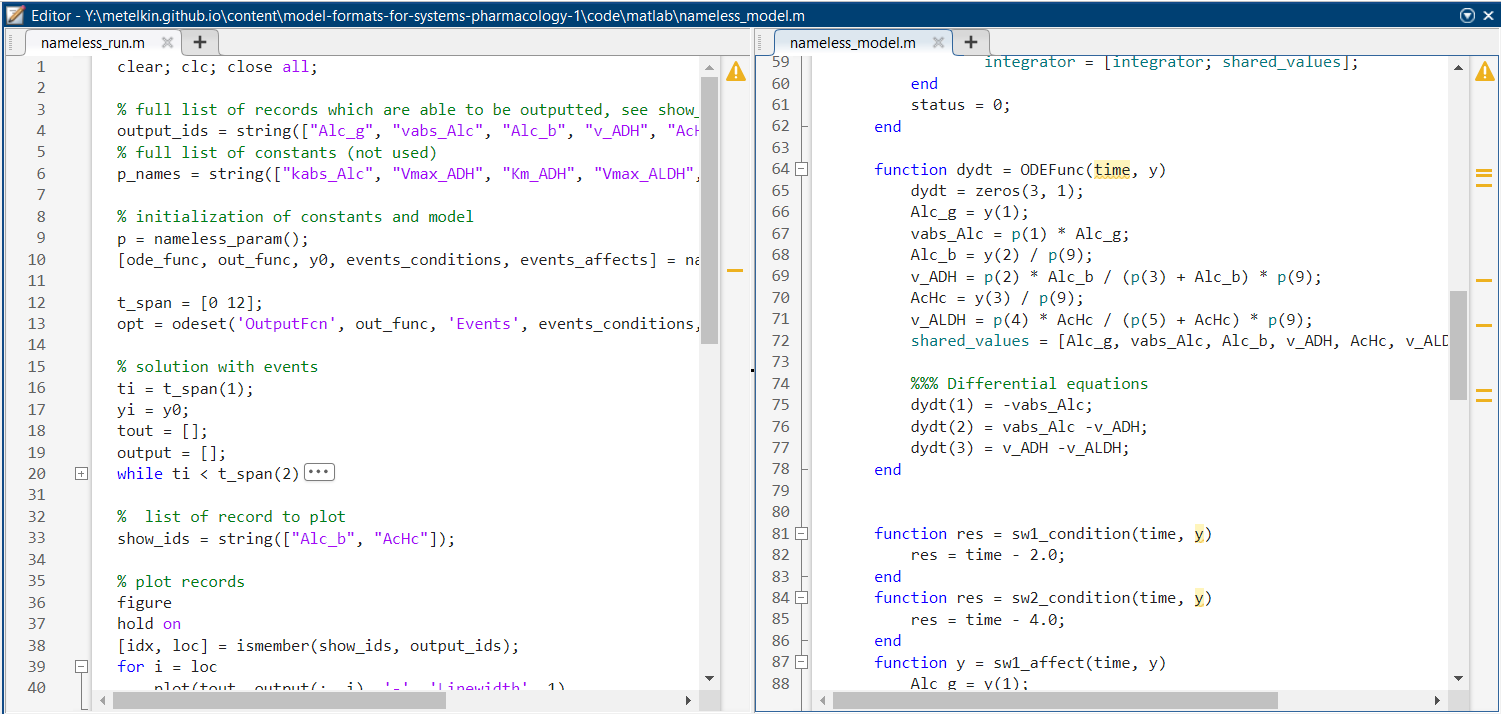 Editor - Y:\metelkin.github.io\content\model-formats-for-systems-pharmacology-1\code\matlab\nameless_model.m
nameless_run.m
1 clear; clc; close all;
2
3 % full list of records which are able to be outputted, see show_
4 output_ids = string(["Alc_g", "vabs_Alc", "Alc_b", "v_ADH", "AcH
5 % full list of constants (not used)
6 p_names = string(["kabs_Alc", "Vmax_ADH", "Km_ADH", "Vmax_ALDH",
7
8 % initialization of constants and model
9 p = nameless_param();
10 [ode_func, out_func, y0, events_conditions, events_affects] = na
11
12 t_span = [0 12];
13 opt = odeset('OutputFcn', out_func, 'Events', events_conditions,
14
15 % solution with events
16 ti = t_span(1);
17 yi = y0;
18 tout = [];
19 output = [];
20 while ti < t_span(2) ...
31
32 %  list of record to plot
33 show_ids = string(["Alc_b", "AcHc"]);
34
35 % plot records
36 figure
37 hold on
38 [idx, loc] = ismember(show_ids, output_ids);
39 for i = loc
40 plot(tout, output(:, i), '-', 'Linewidth', 1)
nameless_model.m
59 integrator = [integrator; shared_values];
60 end
61 status = 0;
62 end
63
64 function dydt = ODEFunc(time, y)
65 dydt = zeros(3, 1);
66 Alc_g = y(1);
67 vabs_Alc = p(1) * Alc_g;
68 Alc_b = y(2) / p(9);
69 v_ADH = p(2) * Alc_b / (p(3) + Alc_b) * p(9);
70 AcHc = y(3) / p(9);
71 v_ALDH = p(4) * AcHc / (p(5) + AcHc) * p(9);
72 shared_values = [Alc_g, vabs_Alc, Alc_b, v_ADH, AcHc, v_ALD
73
74 %%% Differential equations
75 dydt(1) = -vabs_Alc;
76 dydt(2) = vabs_Alc -v_ADH;
77 dydt(3) = v_ADH -v_ALDH;
78 end
79
80
81 function res = sw1_condition(time, y)
82 res = time - 2.0;
83 end
84 function res = sw2_condition(time, y)
85 res = time - 4.0;
86 end
87 function y = sw1_affect(time, y)
88 Alc_g = y(1);